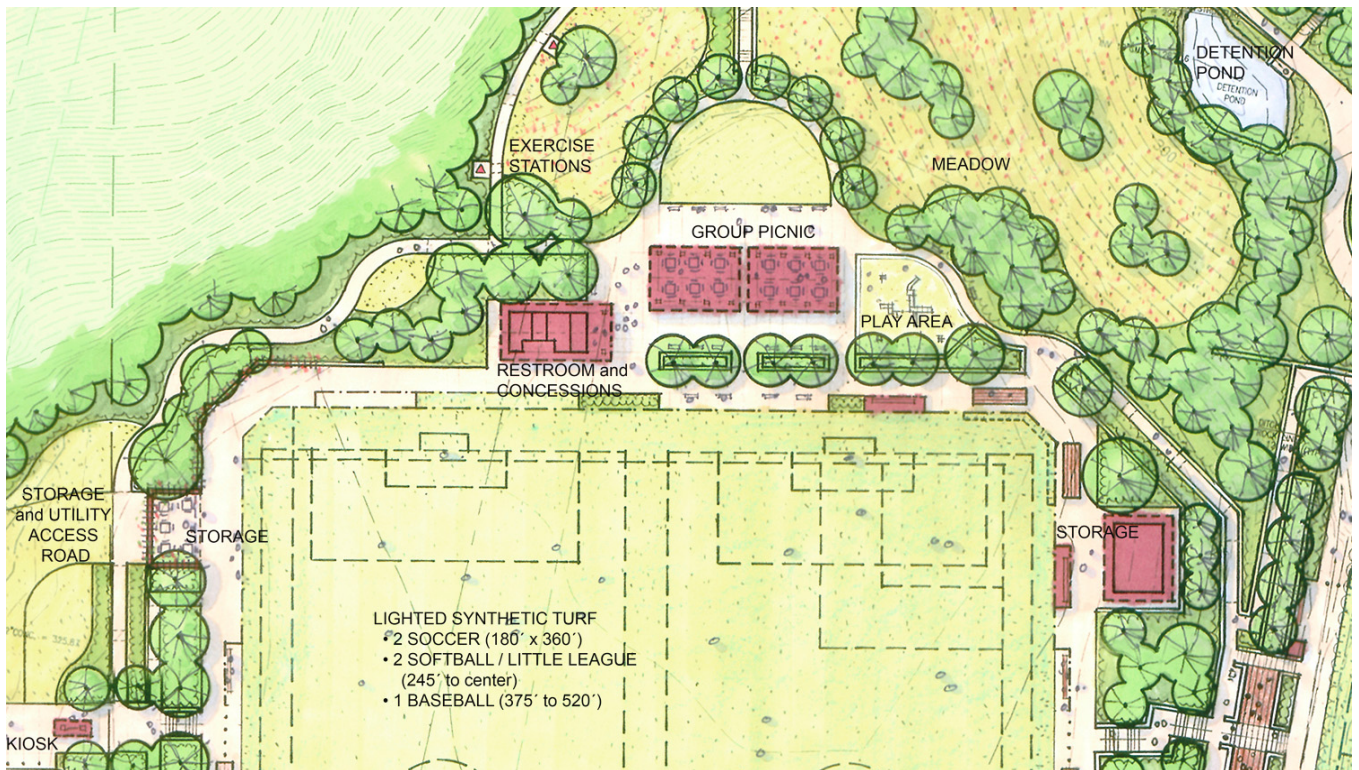 DETENTION
POND
DETENTION
POND
EXERCISE
STATIONS
MEADOW
GROUP PICNIC
PLAY AREA
RESTROOM and
CONCESSIONS
STORAGE
and UTILITY
ACCESS
ROAD
STORAGE
STORAGE
LIGHTED SYNTHETIC TURF
• 2 SOCCER (180´ x 360´)
• 2 SOFTBALL / LITTLE LEAGUE
(245´ to center)
• 1 BASEBALL (375´ to 520´)
KIOSK